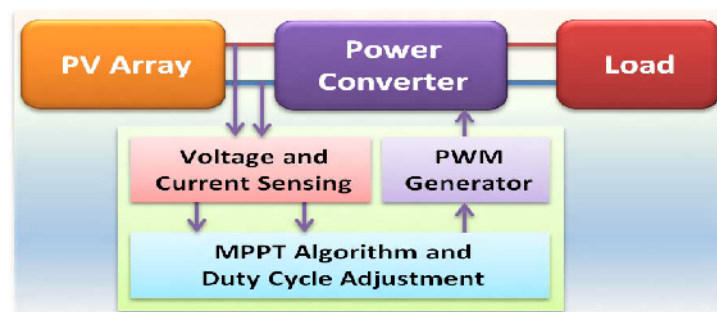 PV Array
Power
Converter
Load
Voltage and
Current Sensing
PWM
Generator
MPPT Algorithm and
Duty Cycle Adjustment